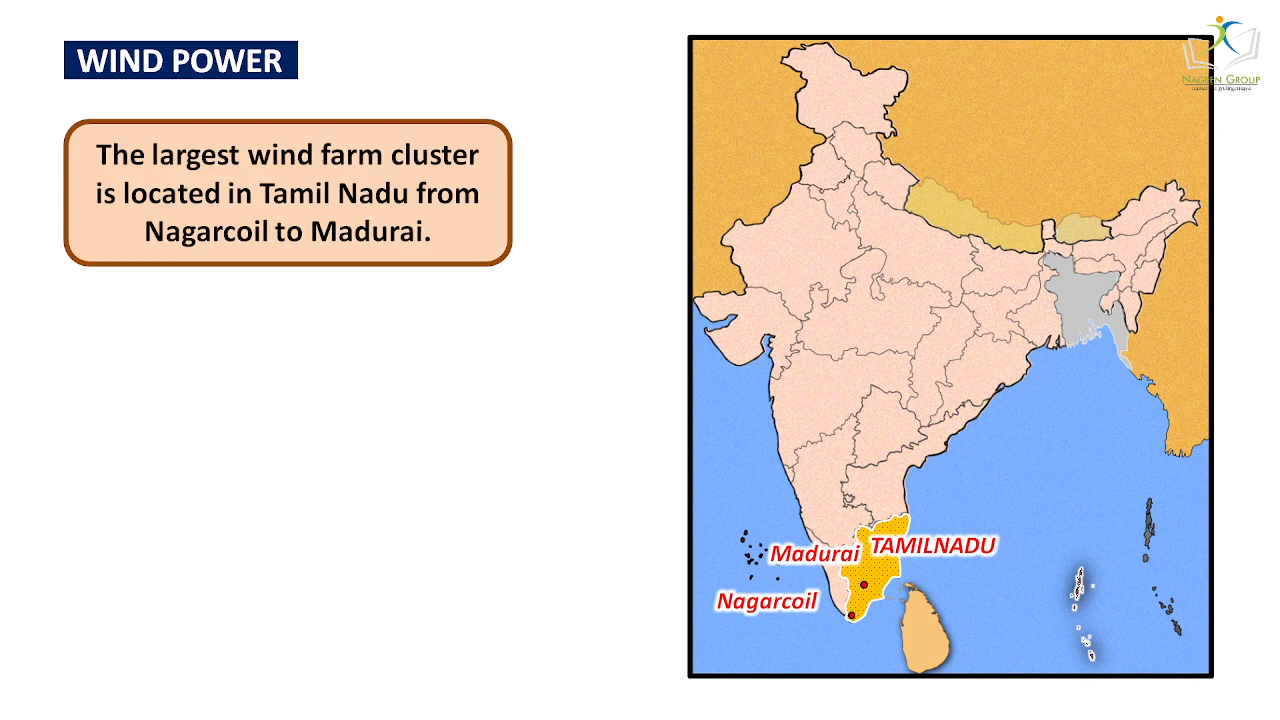 WIND POWER
The largest wind farm cluster
is located in Tamil Nadu from
Nagarcoil to Madurai.
NAGEEN GROUP
TAMILNADU
Madurai
Nagarcoil